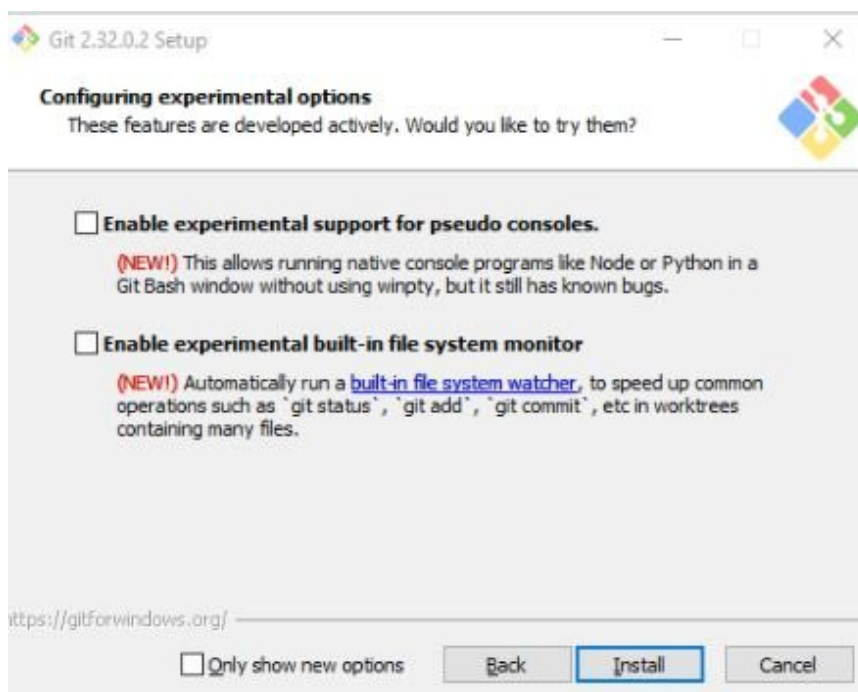 Git 2.32.0.2 Setup
Configuring experimental options
These features are developed actively. Would you like to try them?
Enable experimental support for pseudo consoles.
(NEW!) This allows running native console programs like Node or Python in a
Git Bash window without using winpty, but it still has known bugs.
Enable experimental built-in file system monitor
(NEW!) Automatically run a built-in file system watcher, to speed up common
operations such as `git status`, `git add`, `git commit`, etc in worktrees
containing many files.
ttps://gitforwindows.org/
Only show new options
Back
Install
Cancel